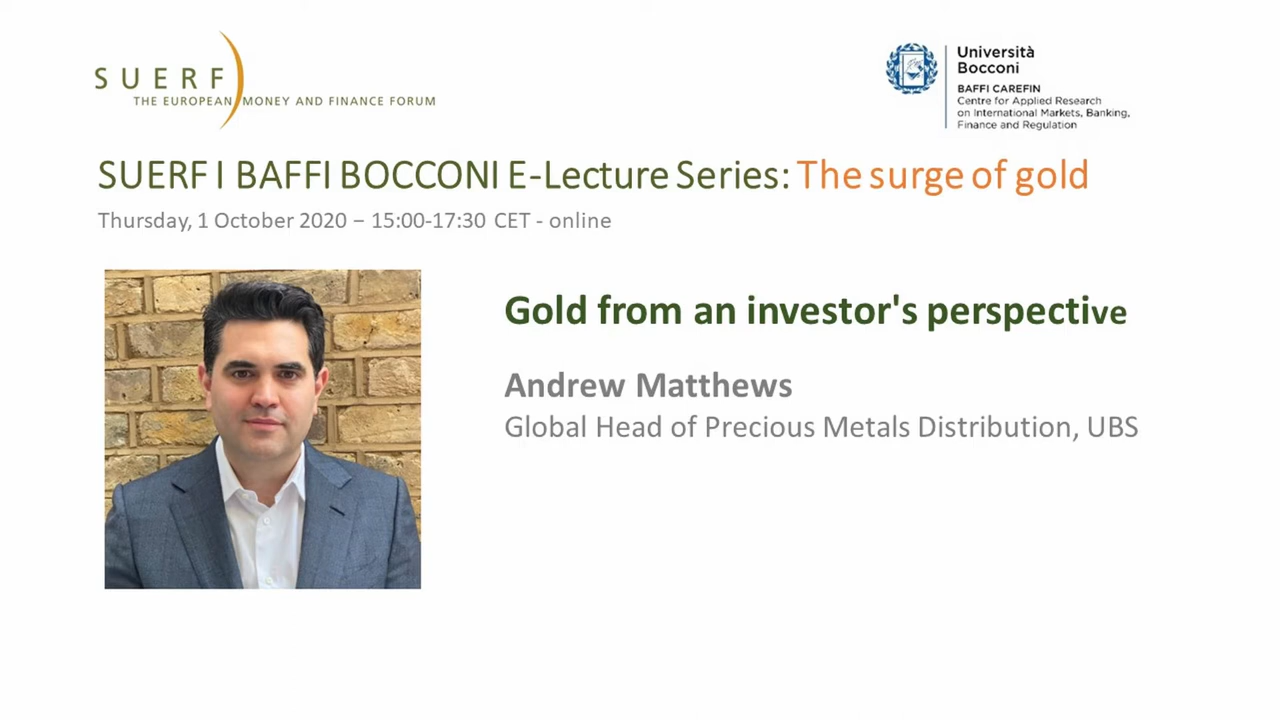 SUERF
THE EUROPEAN MONEY AND FINANCE FORUM
Università
Bocconi
BAFFI CAREFIN
Centre for Applied Research
on International Markets, Banking,
Finance and Regulation
SUERF I BAFFI BOCCONI E-Lecture Series: The surge of gold
Thursday, 1 October 2020 – 15:00-17:30 CET - online
Gold from an investor's perspective
Andrew Matthews
Global Head of Precious Metals Distribution, UBS